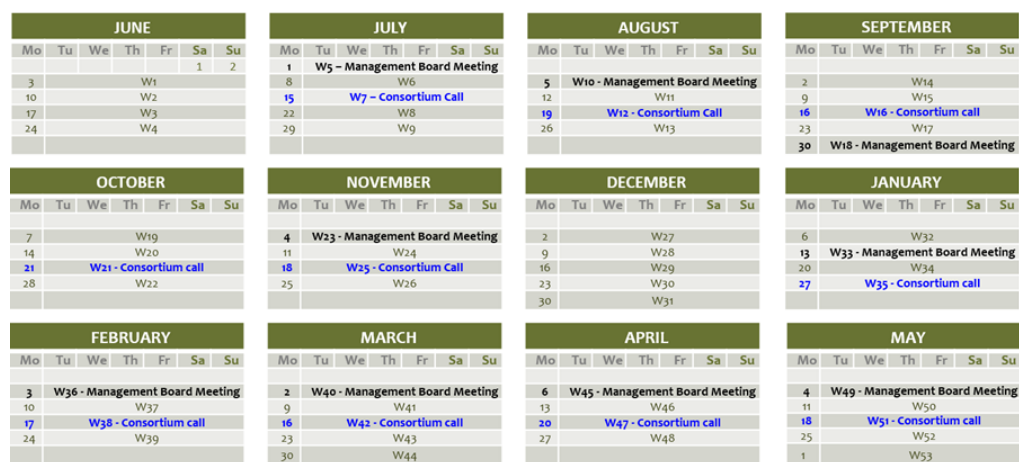 JUNE
Mo Tu We Th Fr Sa Su
1 2
3 W1
10 W2
17 W3
24 W4
JULY
Mo Tu We Th Fr Sa Su
1 W5 – Management Board Meeting
8 W6
15 W7 – Consortium Call
22 W8
29 W9
AUGUST
Mo Tu We Th Fr Sa Su
5 W10 - Management Board Meeting
12 W11
19 W12 - Consortium Call
26 W13
SEPTEMBER
Mo Tu We Th Fr Sa Su
2 W14
9 W15
16 W16 - Consortium call
23 W17
30 W18 - Management Board Meeting
OCTOBER
Mo Tu We Th Fr Sa Su
7 W19
14 W20
21 W21 - Consortium call
28 W22
NOVEMBER
Mo Tu We Th Fr Sa Su
4 W23 - Management Board Meeting
11 W24
18 W25 - Consortium Call
25 W26
DECEMBER
Mo Tu We Th Fr Sa Su
2 W27
9 W28
16 W29
23 W30
30 W31
JANUARY
Mo Tu We Th Fr Sa Su
6 W32
13 W33 - Management Board Meeting
20 W34
27 W35 - Consortium call
FEBRUARY
Mo Tu We Th Fr Sa Su
3 W36 - Management Board Meeting
10 W37
17 W38 - Consortium call
24 W39
MARCH
Mo Tu We Th Fr Sa Su
2 W40 - Management Board Meeting
9 W41
16 W42 - Consortium call
23 W43
30 W44
APRIL
Mo Tu We Th Fr Sa Su
6 W45 - Management Board Meeting
13 W46
20 W47 - Consortium call
27 W48
MAY
Mo Tu We Th Fr Sa Su
4 W49 - Management Board Meeting
11 W50
18 W51 - Consortium call
25 W52
1 W53